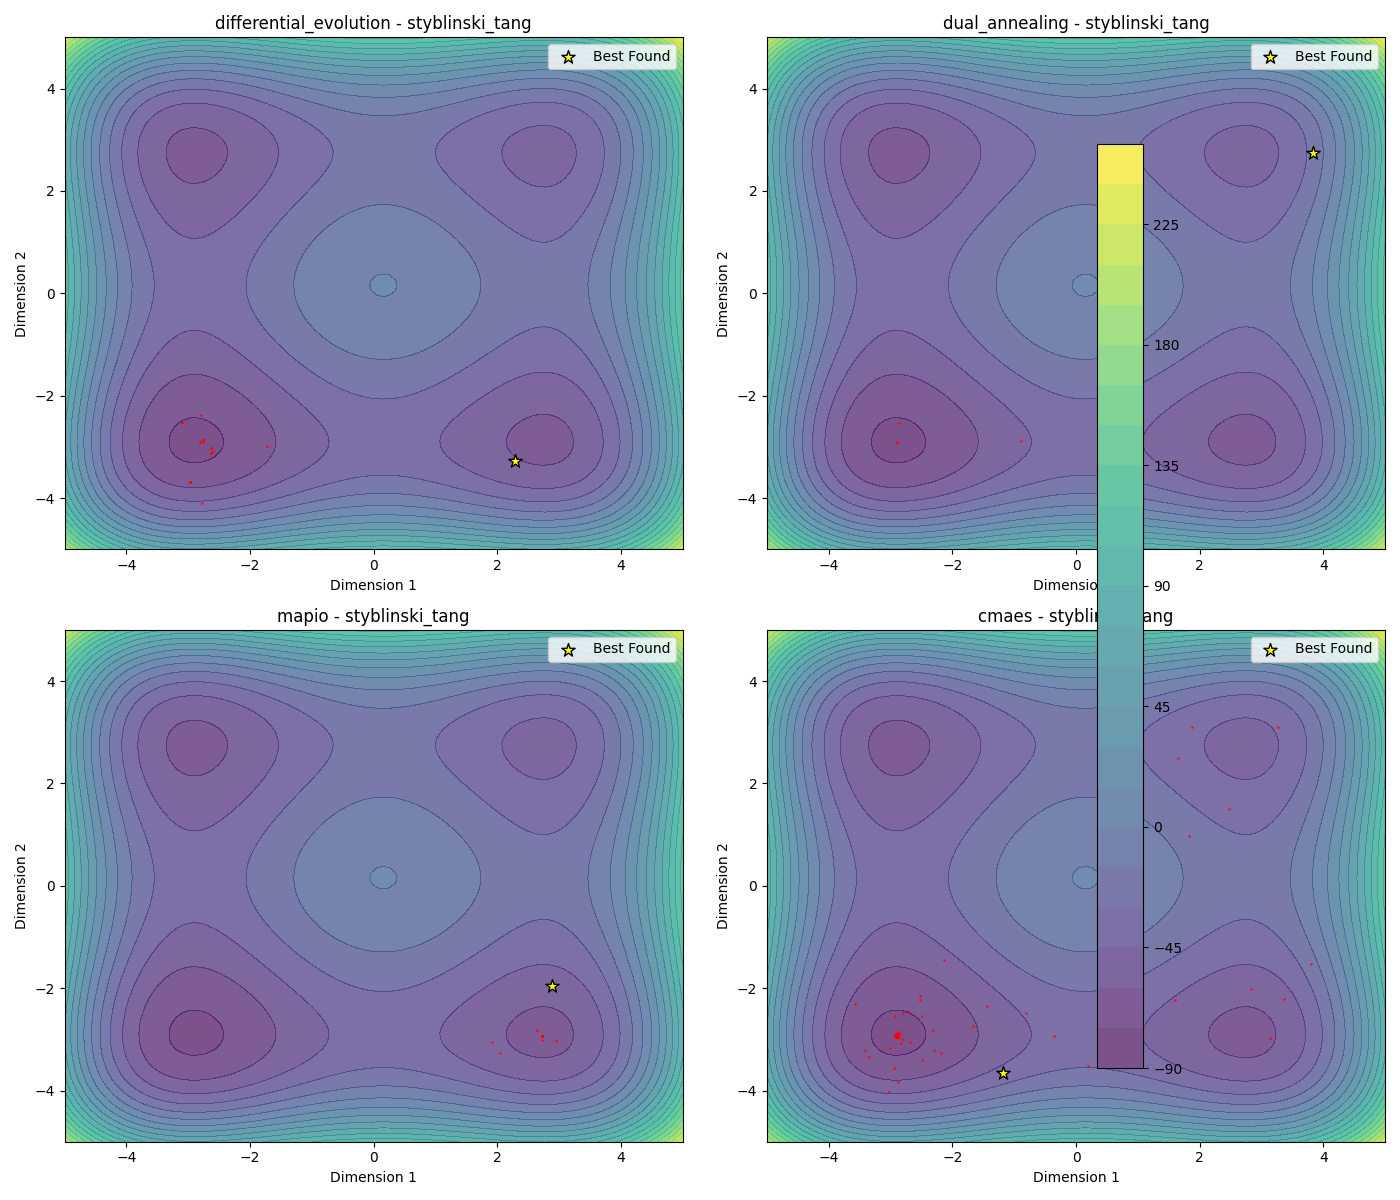 differential_evolution - styblinski_tang
Best Found
4
2
0
−2
−4
Dimension 2
−4
−2
0
2
4
Dimension 1
dual_annealing - styblinski_tang
Best Found
4
2
0
−2
−4
Dimension 2
−4
−2
0
2
4
Dimensio
mapio - styblinski_tang
Best Found
4
2
0
−2
−4
Dimension 2
−4
−2
0
2
4
Dimension 1
cmaes - styblin
ang
Best Found
4
2
0
−2
−4
Dimension 2
−4
−2
0
2
4
Dimension 1
225
180
135
90
45
0
−45
−90